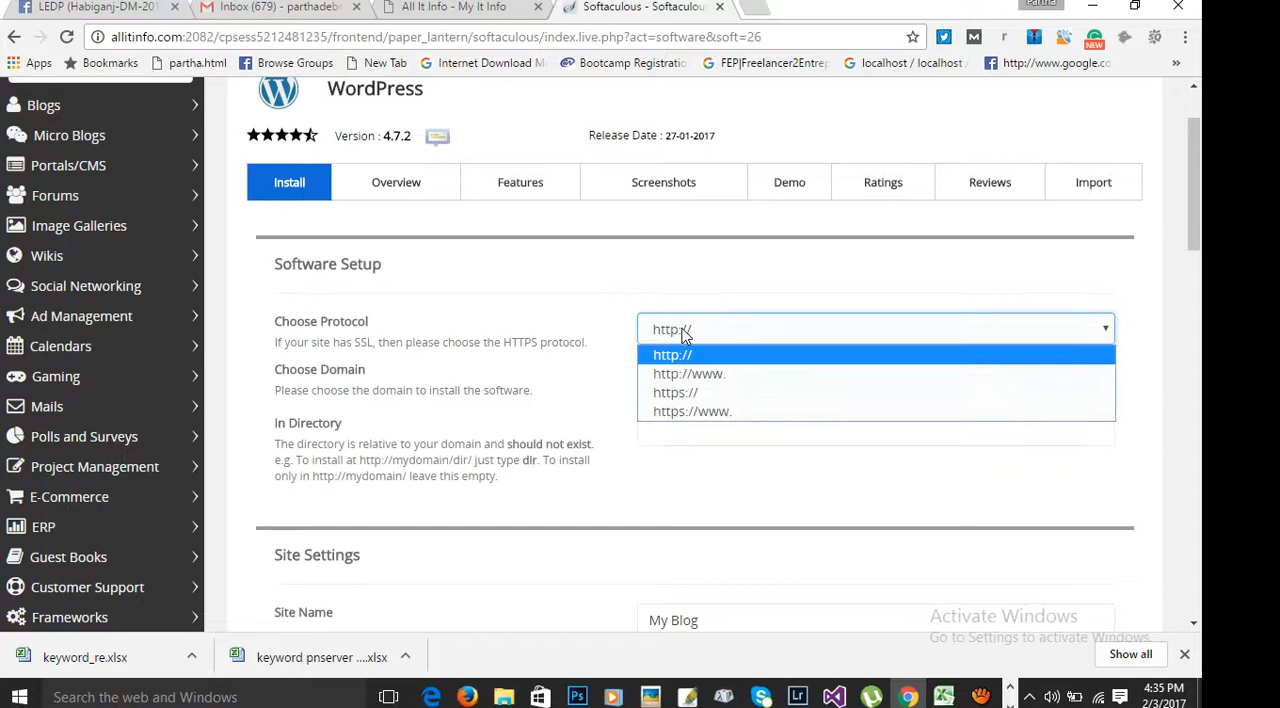 LEDP (Habiganj-DM-201
Inbox (679) - parthadebi
All It Info - My It Info
Softaculous - Softaculou
Partha
allitinfo.com:2082/cpsess5212481235/frontend/paper_lantern/softaculous/index.live.php?act=software&soft=26
Apps
Bookmarks
partha.html
Browse Groups
New Tab
Internet Download M
Bootcamp Registratio
FEP|Freelancer2Entrep
localhost / localhost /
http://www.google.co
»
NEW
Blogs
Micro Blogs
Portals/CMS
Forums
Image Galleries
Wikis
Social Networking
Ad Management
Calendars
Gaming
Mails
Polls and Surveys
Project Management
E-Commerce
ERP
Guest Books
Customer Support
Frameworks
WordPress
Version : 4.7.2
Release Date : 27-01-2017
Install
Overview
Features
Screenshots
Demo
Ratings
Reviews
Import
Software Setup
Choose Protocol
If your site has SSL, then please choose the HTTPS protocol.
http://
http://
http://www.
https://
https://www.
Choose Domain
Please choose the domain to install the software.
In Directory
The directory is relative to your domain and should not exist.
e.g. To install at http://mydomain/dir/ just type dir. To install
only in http://mydomain/ leave this empty.
Site Settings
Site Name
My Blog
Activate Windows
Go to Settings to activate Windows.
keyword_re.xlsx
keyword pnserver ....xlsx
Show all
Search the web and Windows
4:35 PM
2/3/2017